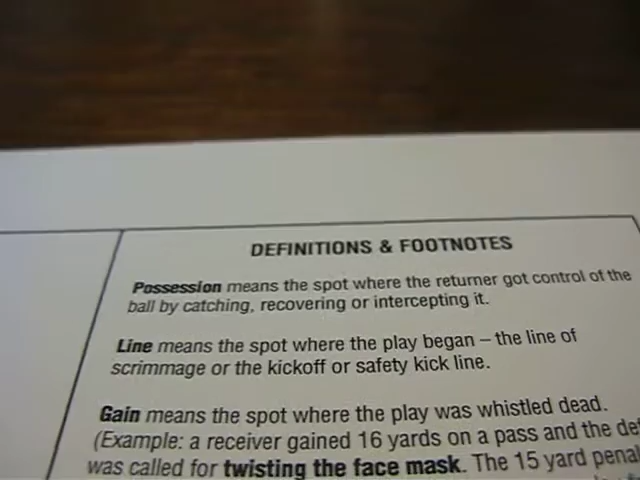 DEFINITIONS & FOOTNOTES
Possession means the spot where the returner got control of the
ball by catching, recovering or intercepting it.
Line means the spot where the play began – the line of
scrimmage or the kickoff or safety kick line.
Gain means the spot where the play was whistled dead.
(Example: a receiver gained 16 yards on a pass and the
was called for twisting the face mask. The 15 yard